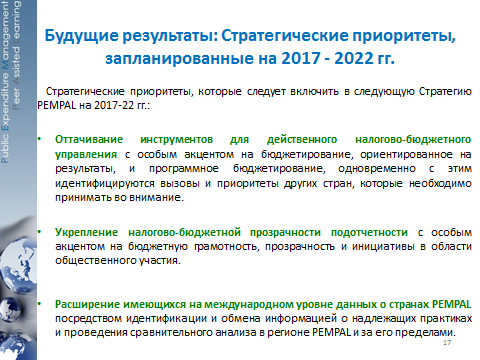 Public Expenditure Management
Peer Assisted Learning
Будущие результаты: Стратегические приоритеты,
запланированные на 2017 - 2022 гг.
Стратегические приоритеты, которые следует включить в следующую Стратегию
PEMPAL на 2017-22 гг.:
• Оттачивание инструментов для действенного налогово-бюджетного
управления с особым акцентом на бюджетирование, ориентированное на
результаты, и программное бюджетирование, одновременно с этим
идентифицируются вызовы и приоритеты других стран, которые необходимо
принимать во внимание.
• Укрепление налогово-бюджетной прозрачности подотчетности с особым
акцентом на бюджетную грамотность, прозрачность и инициативы в области
общественного участия.
• Расширение имеющихся на международном уровне данных о странах PEMPAL
посредством идентификации и обмена информацией о надлежащих практиках
и проведения сравнительного анализа в регионе PEMPAL и за его пределами.
17